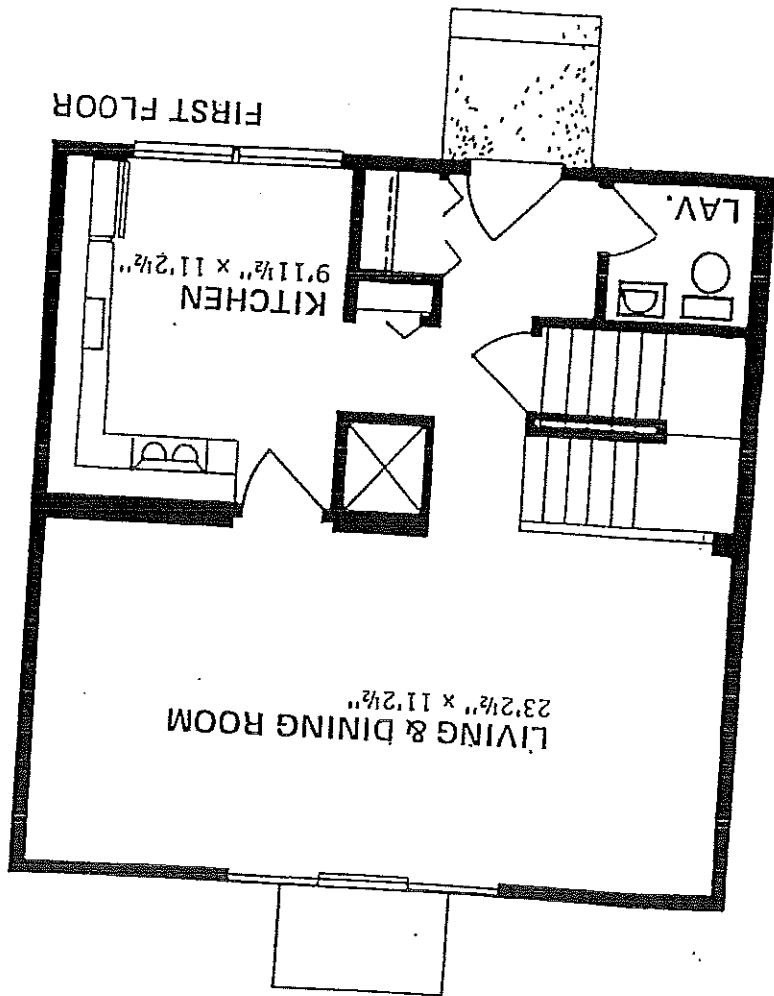 LIVING & DINING ROOM
23'2½" x 11'2½"
KITCHEN
9'11½" x 11'2½"
LAV.
FIRST FLOOR